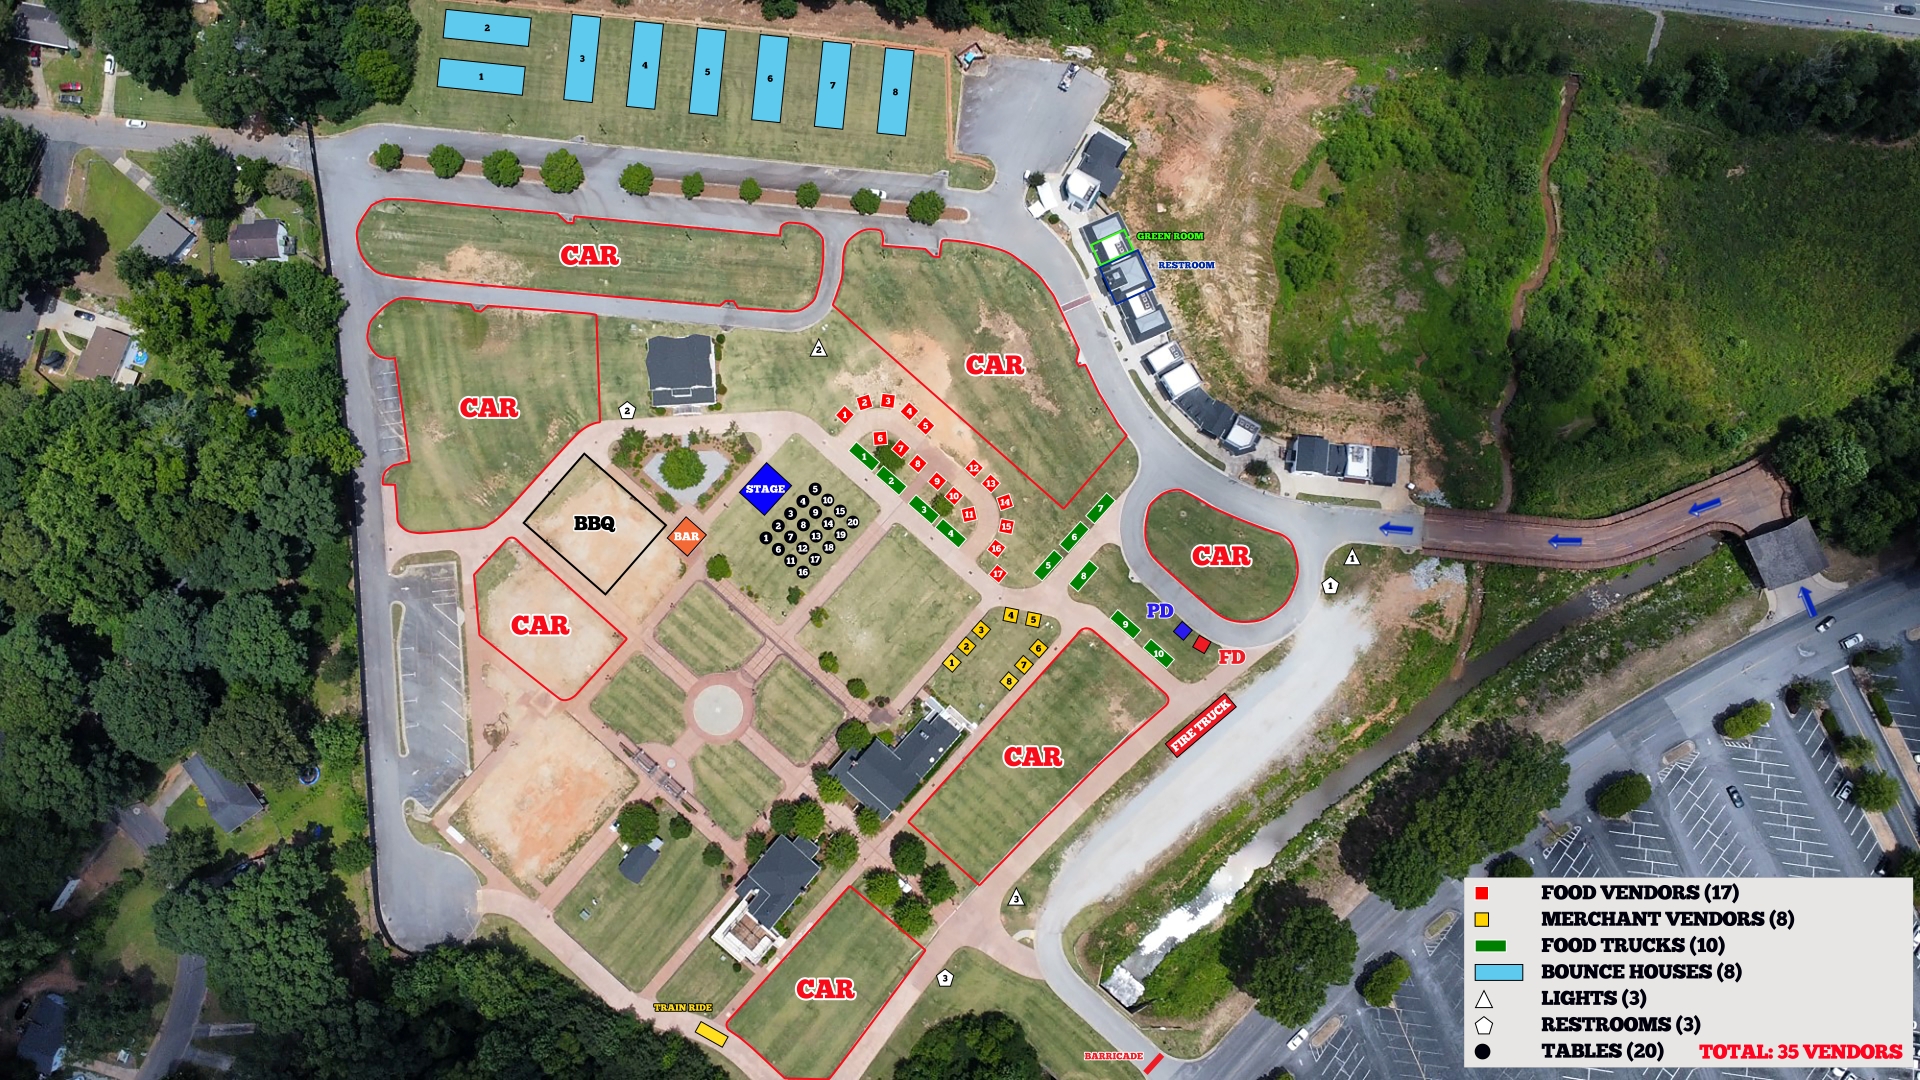 2
1
3
4
5
6
7
8
GREEN ROOM
RESTROOM
CAR
2
CAR
CAR
2
1
2
3
4
5
6
7
8
9
10
11
12
13
14
15
16
17
1
2
3
4
5
6
7
8
9
10
STAGE
BBQ
BAR
5
4
10
3
9
15
2
8
14
20
1
7
13
19
6
12
18
11
17
16
CAR
1
1
PD
FD
CAR
4
5
3
2
1
6
7
8
FIRE TRUCK
CAR
3
3
CAR
TRAIN RIDE
BARRICADE
FOOD VENDORS (17)
MERCHANT VENDORS (8)
FOOD TRUCKS (10)
BOUNCE HOUSES (8)
LIGHTS (3)
RESTROOMS (3)
TABLES (20) TOTAL: 35 VENDORS